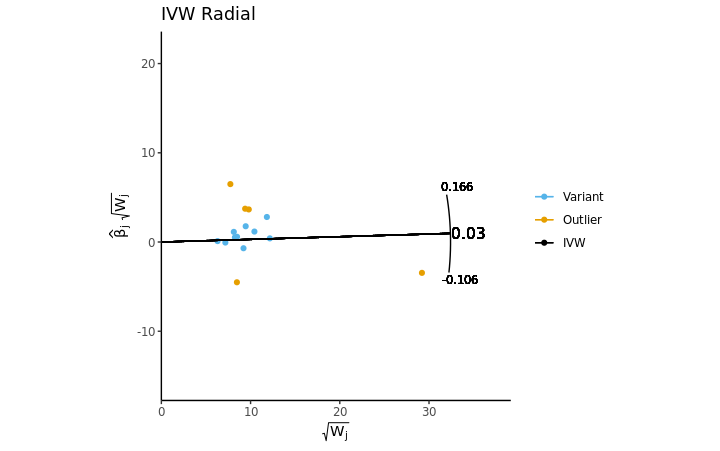 IVW Radial
20
10
0
-10
0
10
20
30
β̂j √Wj
√Wj
0.166
0.03
-0.106
Variant
Outlier
IVW